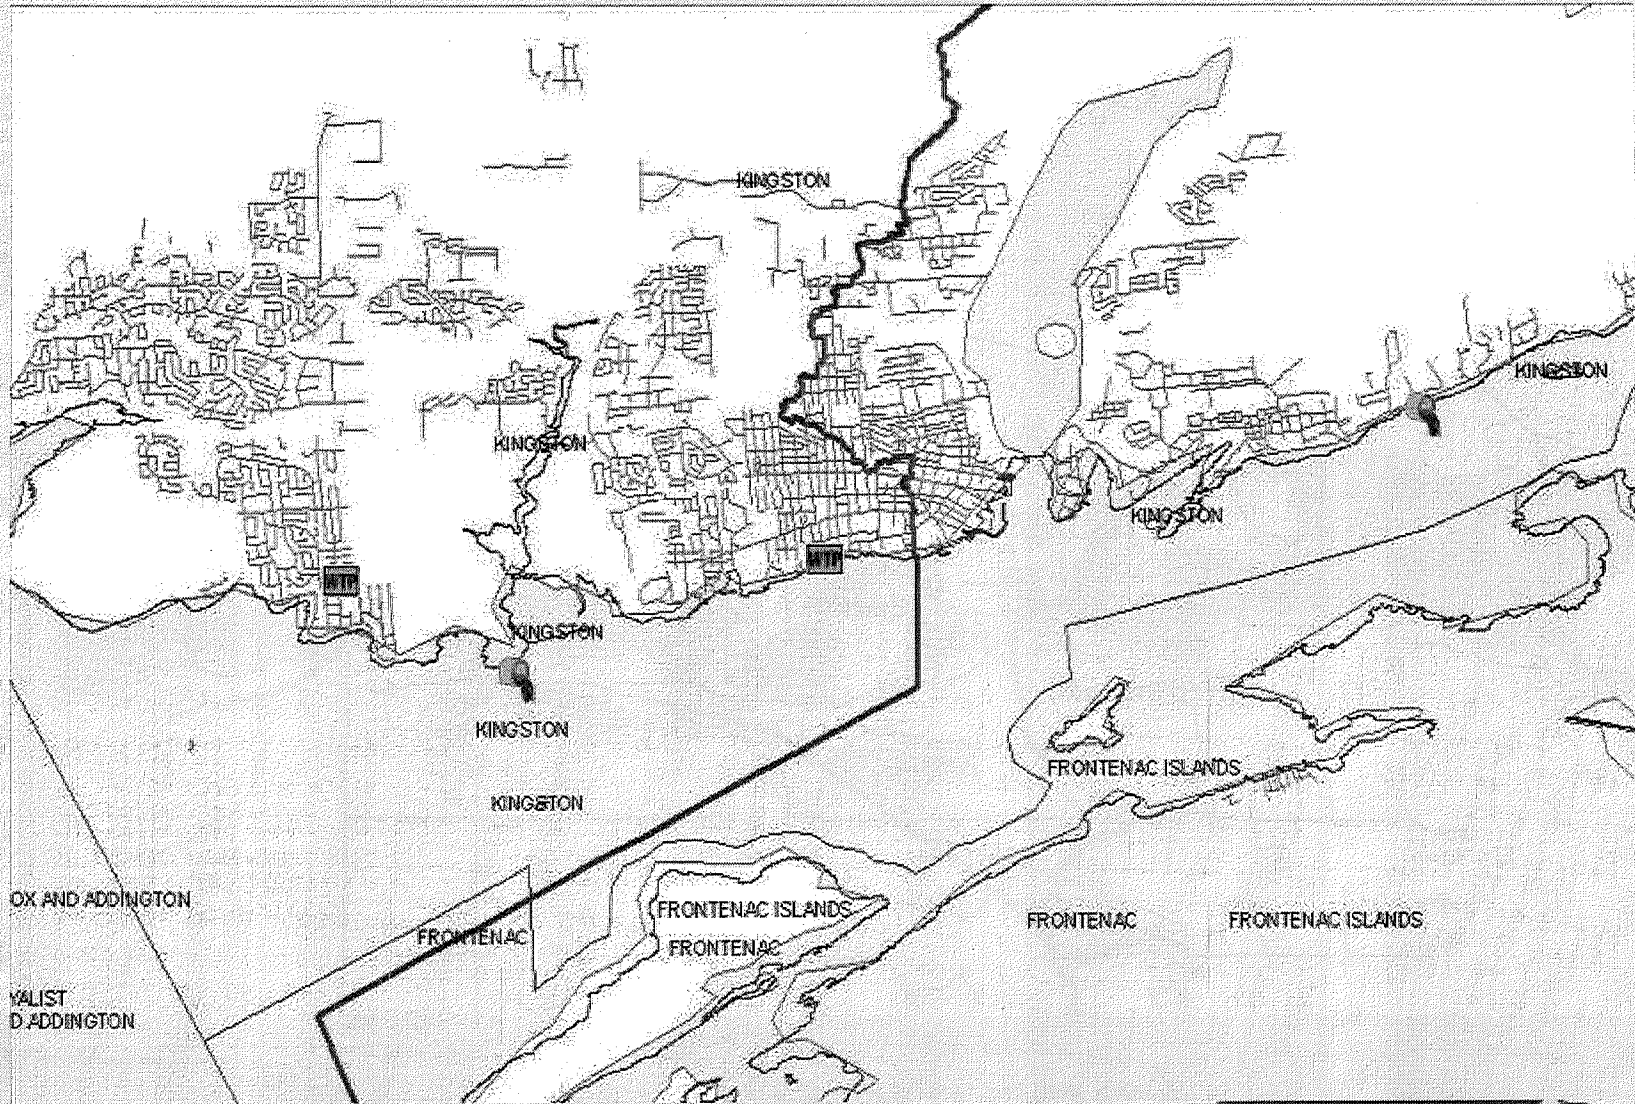 KINGSTON
KINGSTON
KINGSTON
KINGSTON
WTP
WTP
KINGSTON
KINGSTON
FRONTENAC ISLANDS
KINGSTON
OX AND ADDINGTON
FRONTENAC ISLANDS
FRONTENAC
FRONTENAC ISLANDS
FRONTENAC
FRONTENAC
YALIST
D ADDINGTON